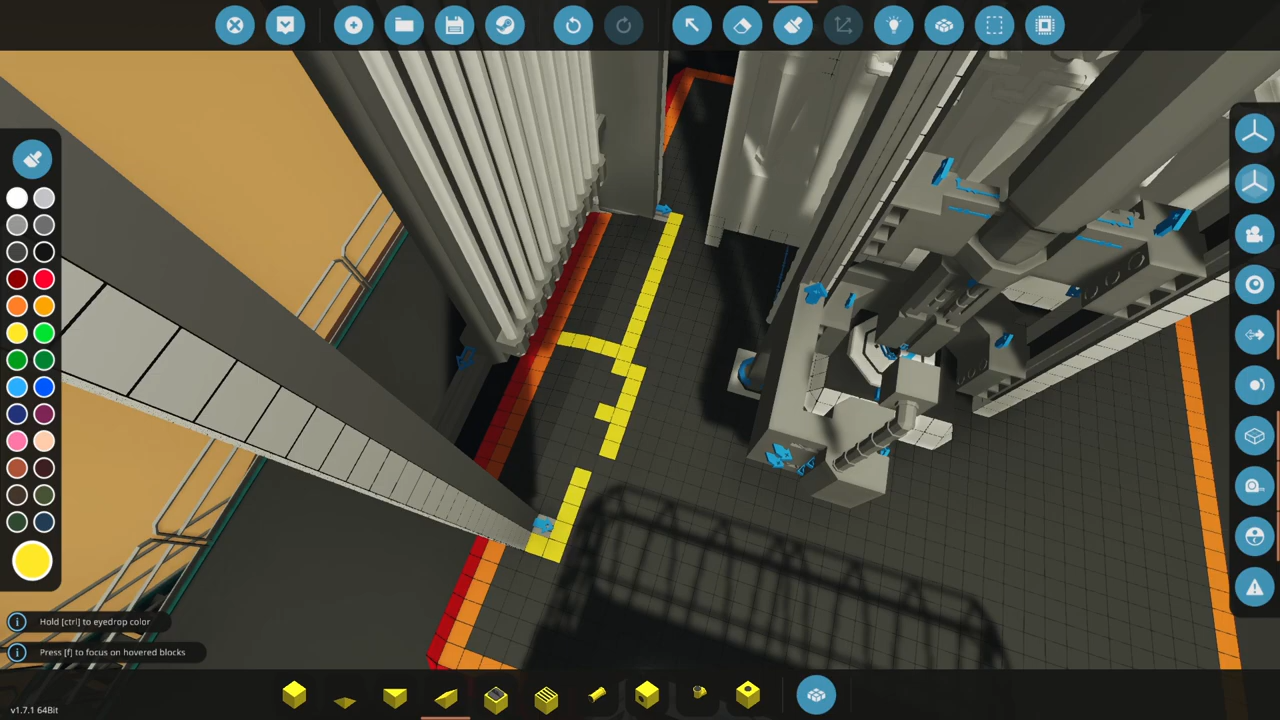 Hold [ctrl] to eyedrop color
Press [f] to focus on hovered blocks
v1.7.1 64Bit